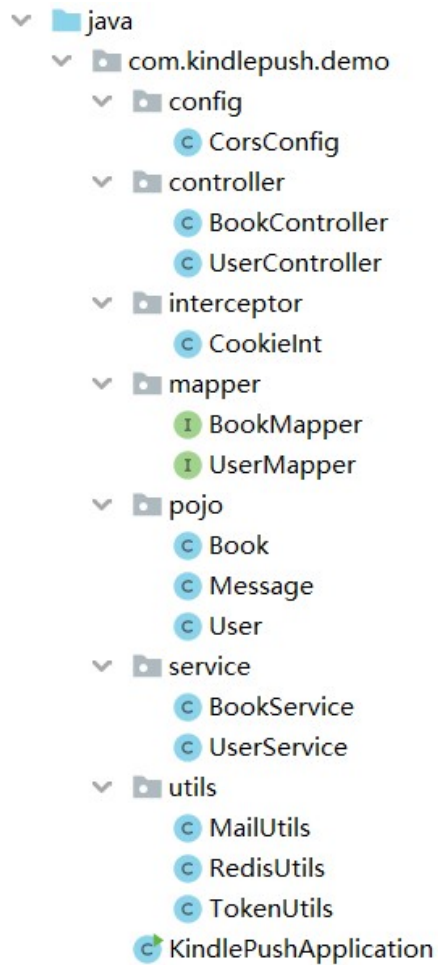 java
com.kindlepush.demo
config
C CorsConfig
controller
C BookController
C UserController
interceptor
C CookieInt
mapper
I BookMapper
I UserMapper
pojo
C Book
C Message
C User
service
C BookService
C UserService
utils
C MailUtils
C RedisUtils
C TokenUtils
C KindlePushApplication